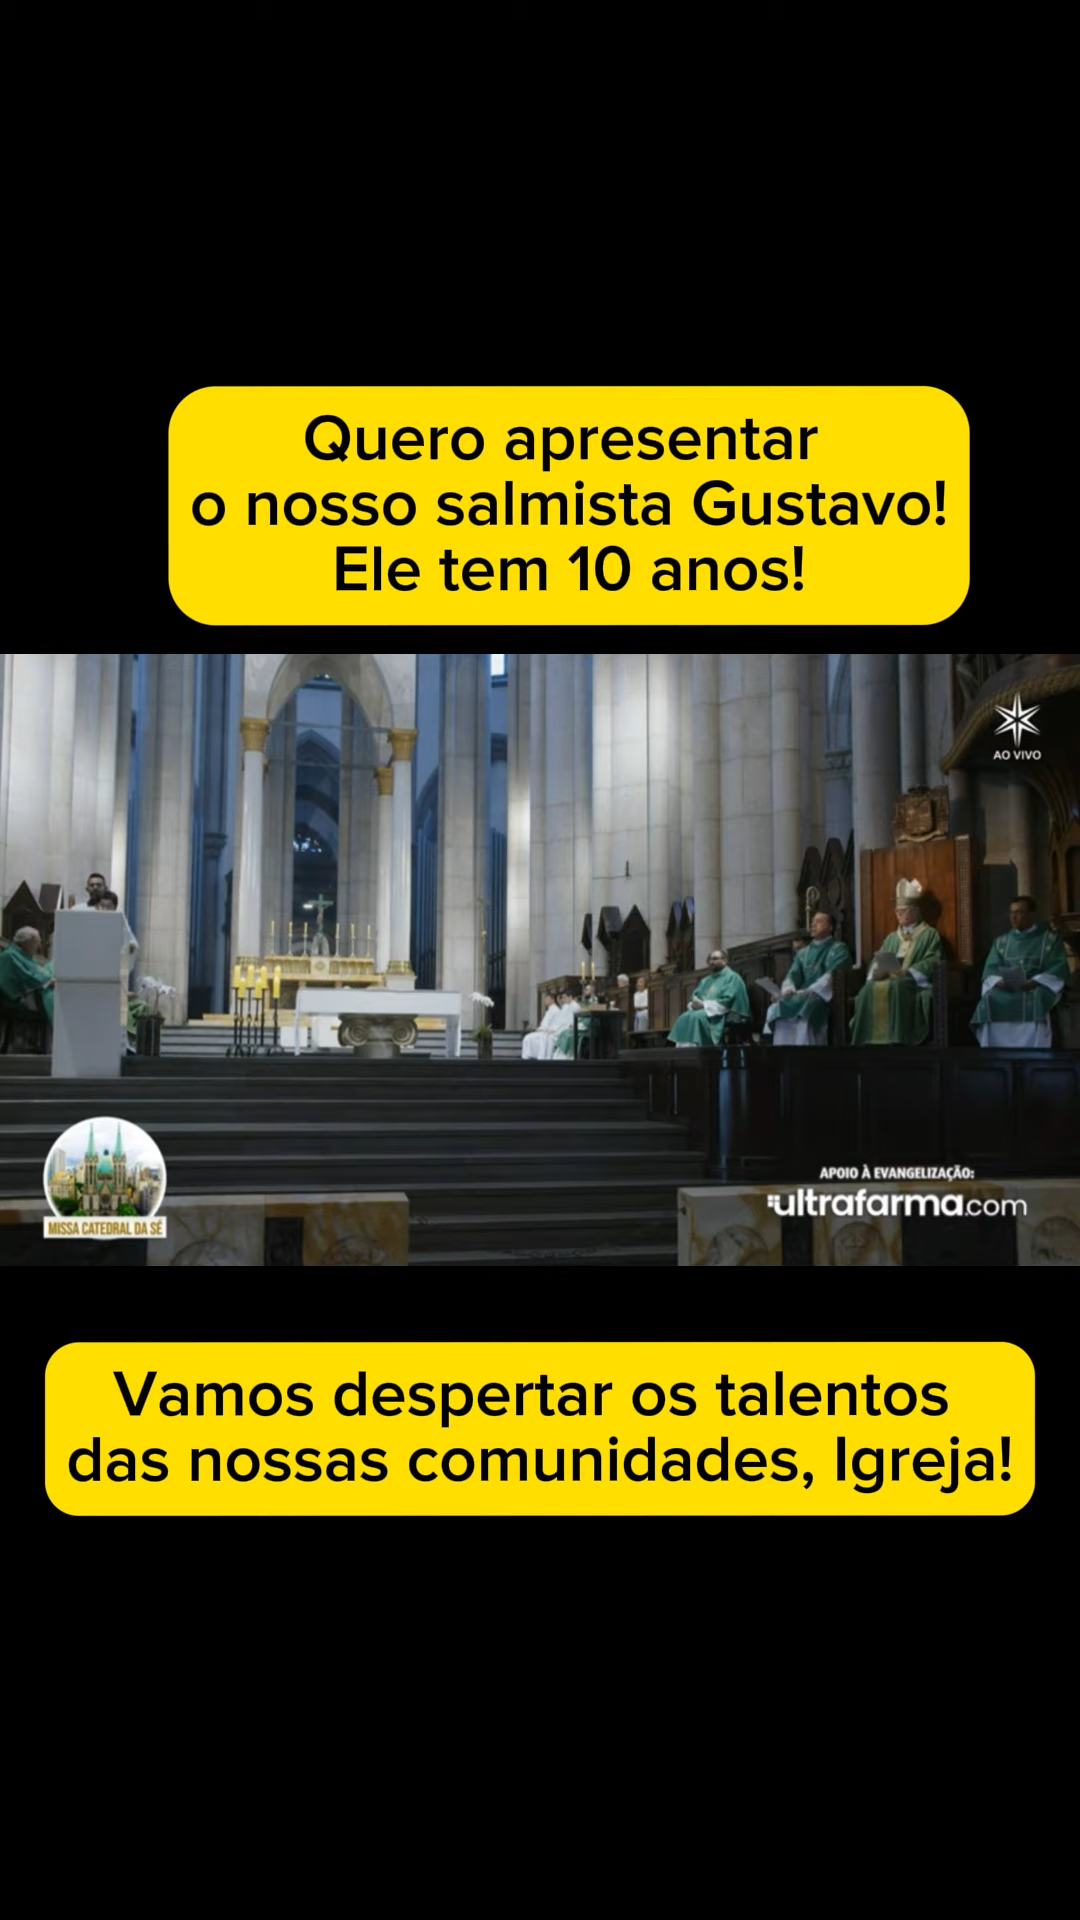 Quero apresentar
o nosso salmista Gustavo!
Ele tem 10 anos!
AO VIVO
MISSA CATEDRAL DA SÉ
APOIO À EVANGELIZAÇÃO:
ultrafarma.com
Vamos despertar os talentos
das nossas comunidades, Igreja!